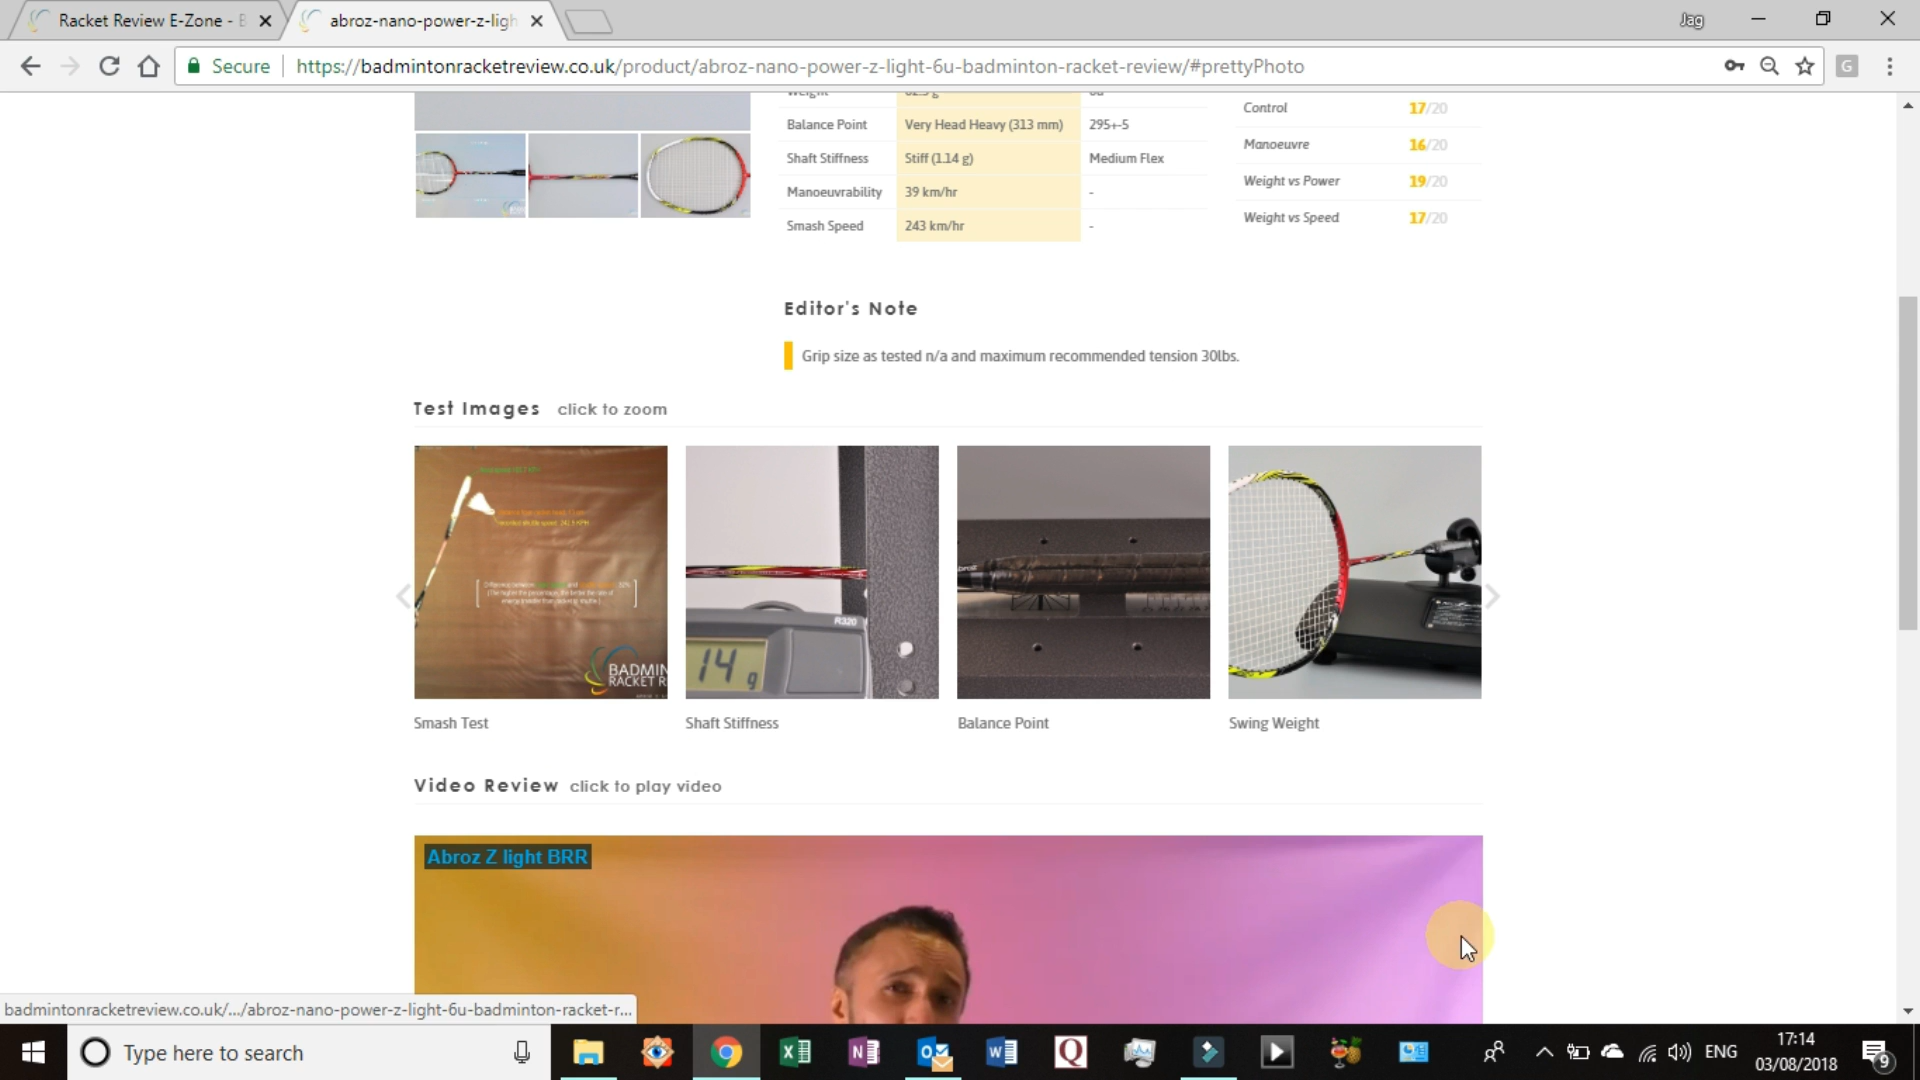 Racket Review E-Zone - B
abroz-nano-power-z-ligh
Jag
Secure
https://badmintonracketreview.co.uk/product/abroz-nano-power-z-light-6u-badminton-racket-review/#prettyPhoto
G
Control 17/20
Balance Point Very Head Heavy (313 mm) 295+-5
Manoeuvre 16/20
Shaft Stiffness Stiff (1.14 g) Medium Flex
Weight vs Power 19/20
Manoeuvrability 39 km/hr -
Weight vs Speed 17/20
Smash Speed 243 km/hr -
Editor's Note
Grip size as tested n/a and maximum recommended tension 30lbs.
Test Images click to zoom
R320
14 g
BADMIN
RACKET R
Smash Test
Shaft Stiffness
Balance Point
Swing Weight
Video Review click to play video
Abroz Z light BRR
badmintonracketreview.co.uk/.../abroz-nano-power-z-light-6u-badminton-racket-r...
Type here to search
ENG
17:14
03/08/2018
9